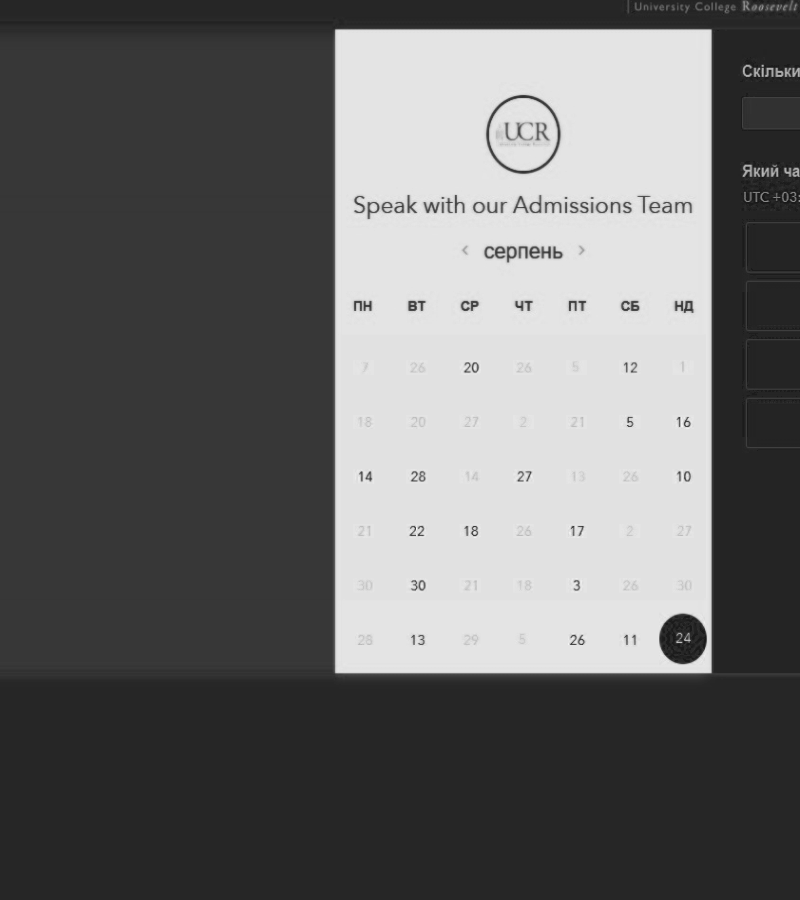 | University College Roosevelt
UCR
Speak with our Admissions Team
‹ серпень ›
ПН ВТ СР ЧТ ПТ СБ НД
7 26 20 26 5 12 1
18 20 27 2 21 5 16
14 28 14 27 13 26 10
21 22 18 26 17 2 27
30 30 21 18 3 26 30
28 13 29 5 26 11 24
Скільки
Який ча
UTC +03: